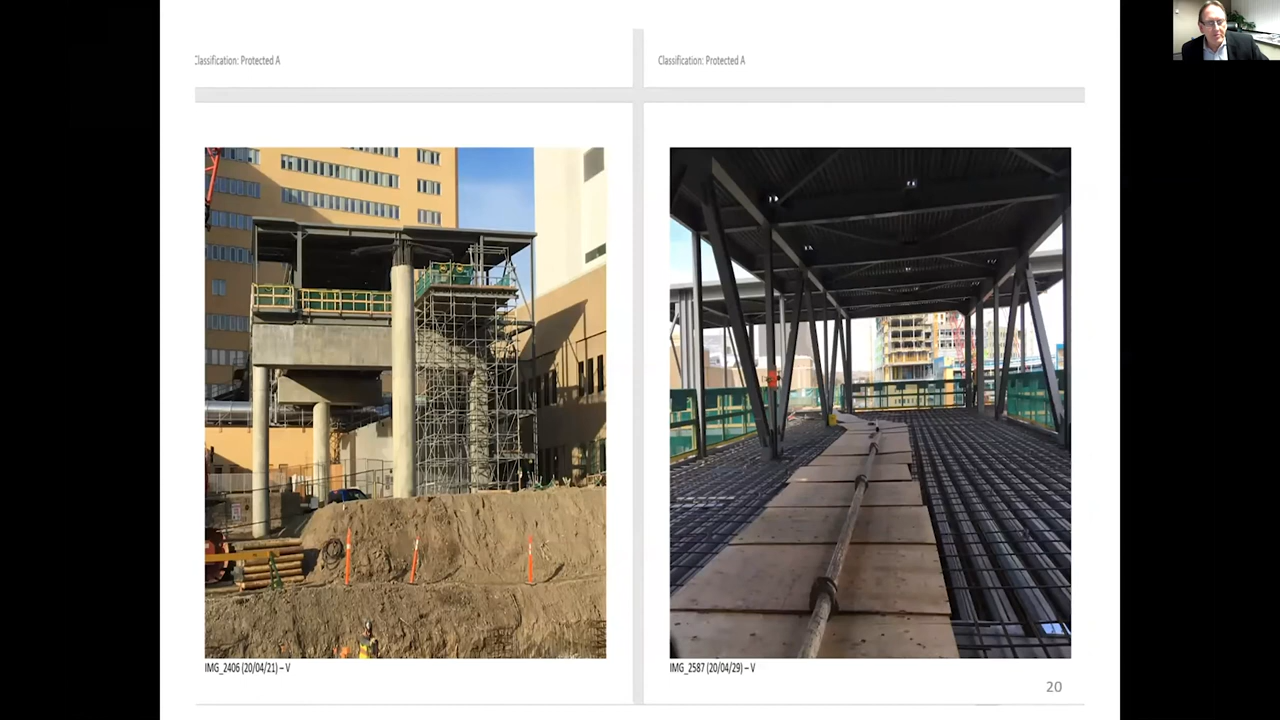 Classification: Protected A
Classification: Protected A
IMG_2406 (20/04/21) – V
IMG_2587 (20/04/29) – V
20